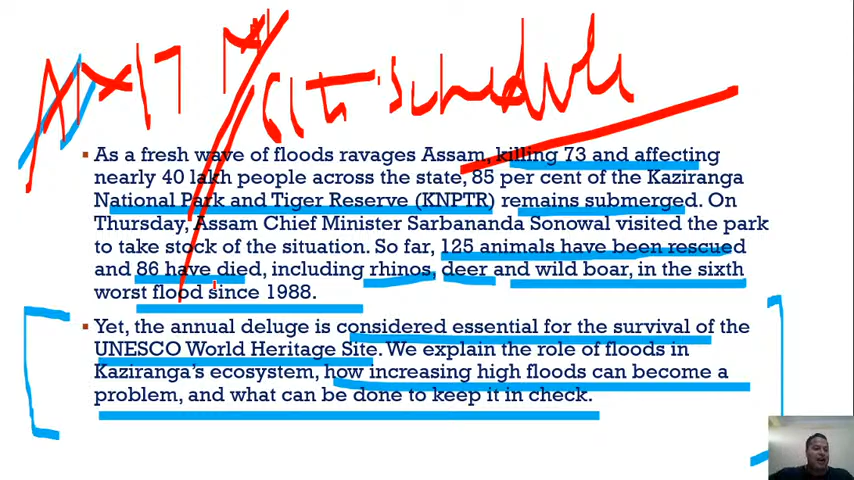 6th schedule
As a fresh wave of floods ravages Assam, killing 73 and affecting
nearly 40 lakh people across the state, 85 per cent of the Kaziranga
National Park and Tiger Reserve (KNPTR) remains submerged. On
Thursday, Assam Chief Minister Sarbananda Sonowal visited the park
to take stock of the situation. So far, 125 animals have been rescued
and 86 have died, including rhinos, deer and wild boar, in the sixth
worst flood since 1988.
Yet, the annual deluge is considered essential for the survival of the
UNESCO World Heritage Site. We explain the role of floods in
Kaziranga's ecosystem, how increasing high floods can become a
problem, and what can be done to keep it in check.